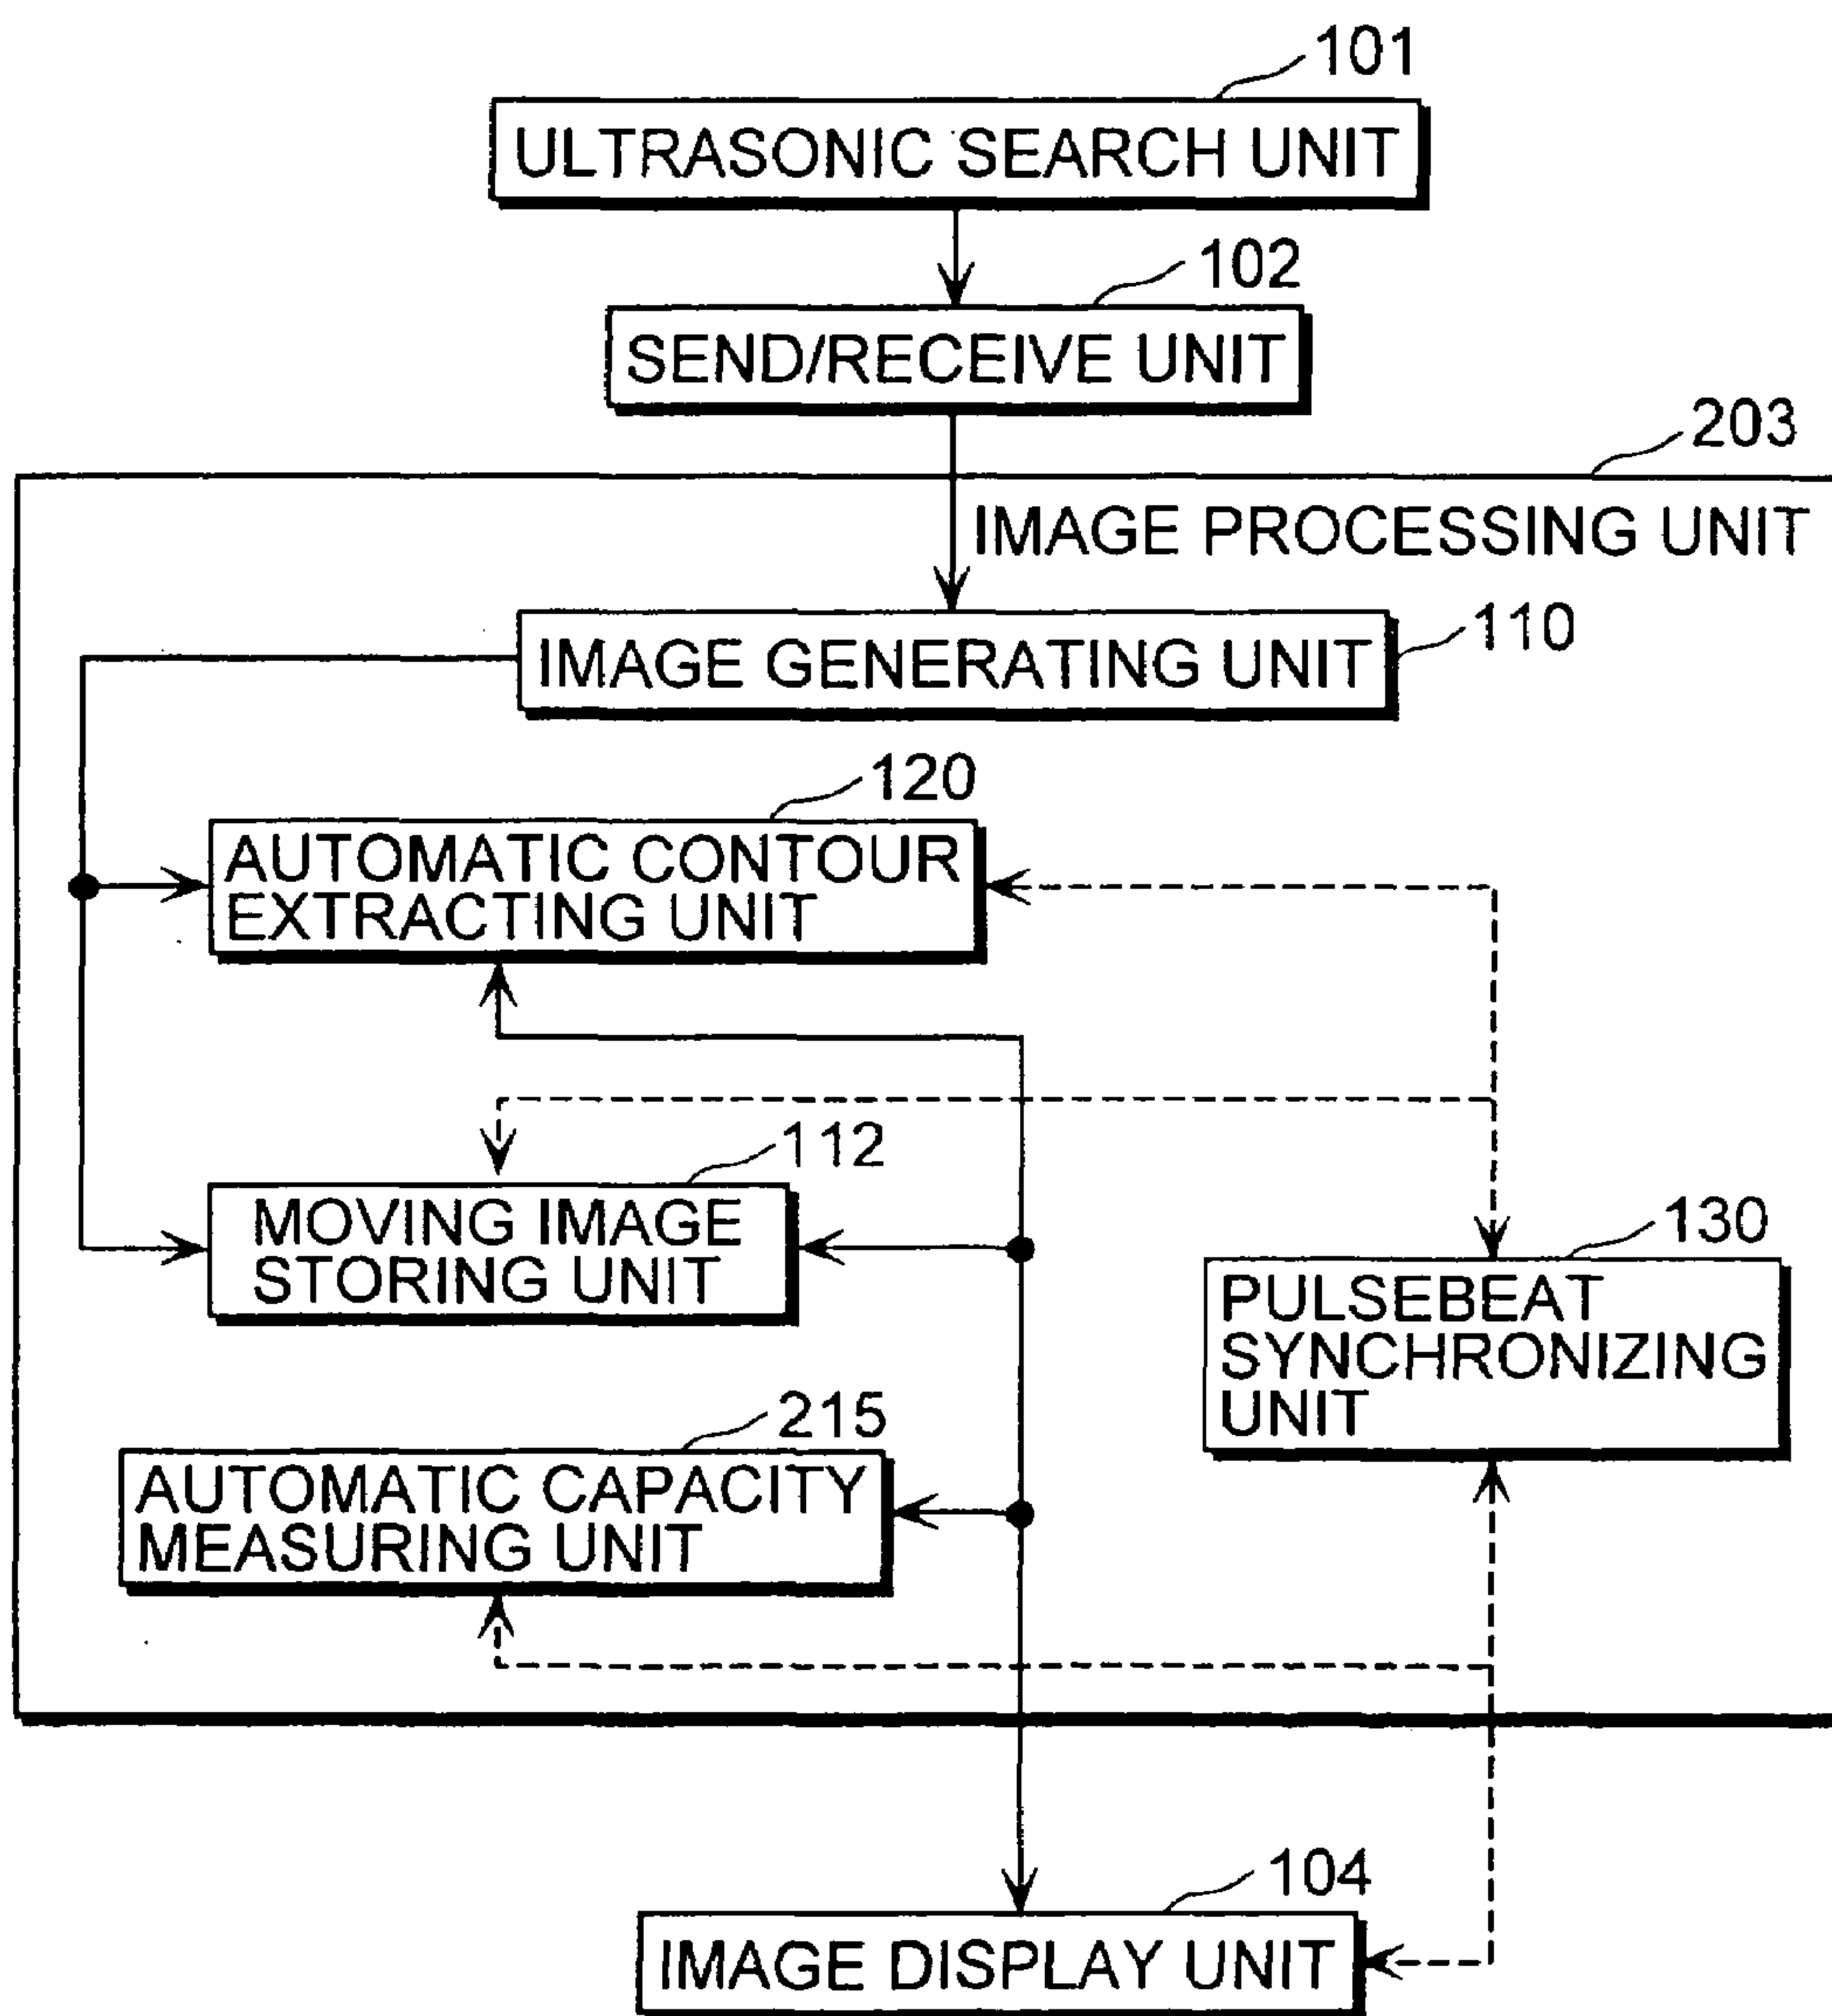 101
ULTRASONIC SEARCH UNIT
102
SEND/RECEIVE UNIT
203
IMAGE PROCESSING UNIT
110
IMAGE GENERATING UNIT
120
AUTOMATIC CONTOUR
EXTRACTING UNIT
112
MOVING IMAGE
STORING UNIT
130
PULSEBEAT
SYNCHRONIZING
UNIT
215
AUTOMATIC CAPACITY
MEASURING UNIT
104
IMAGE DISPLAY UNIT